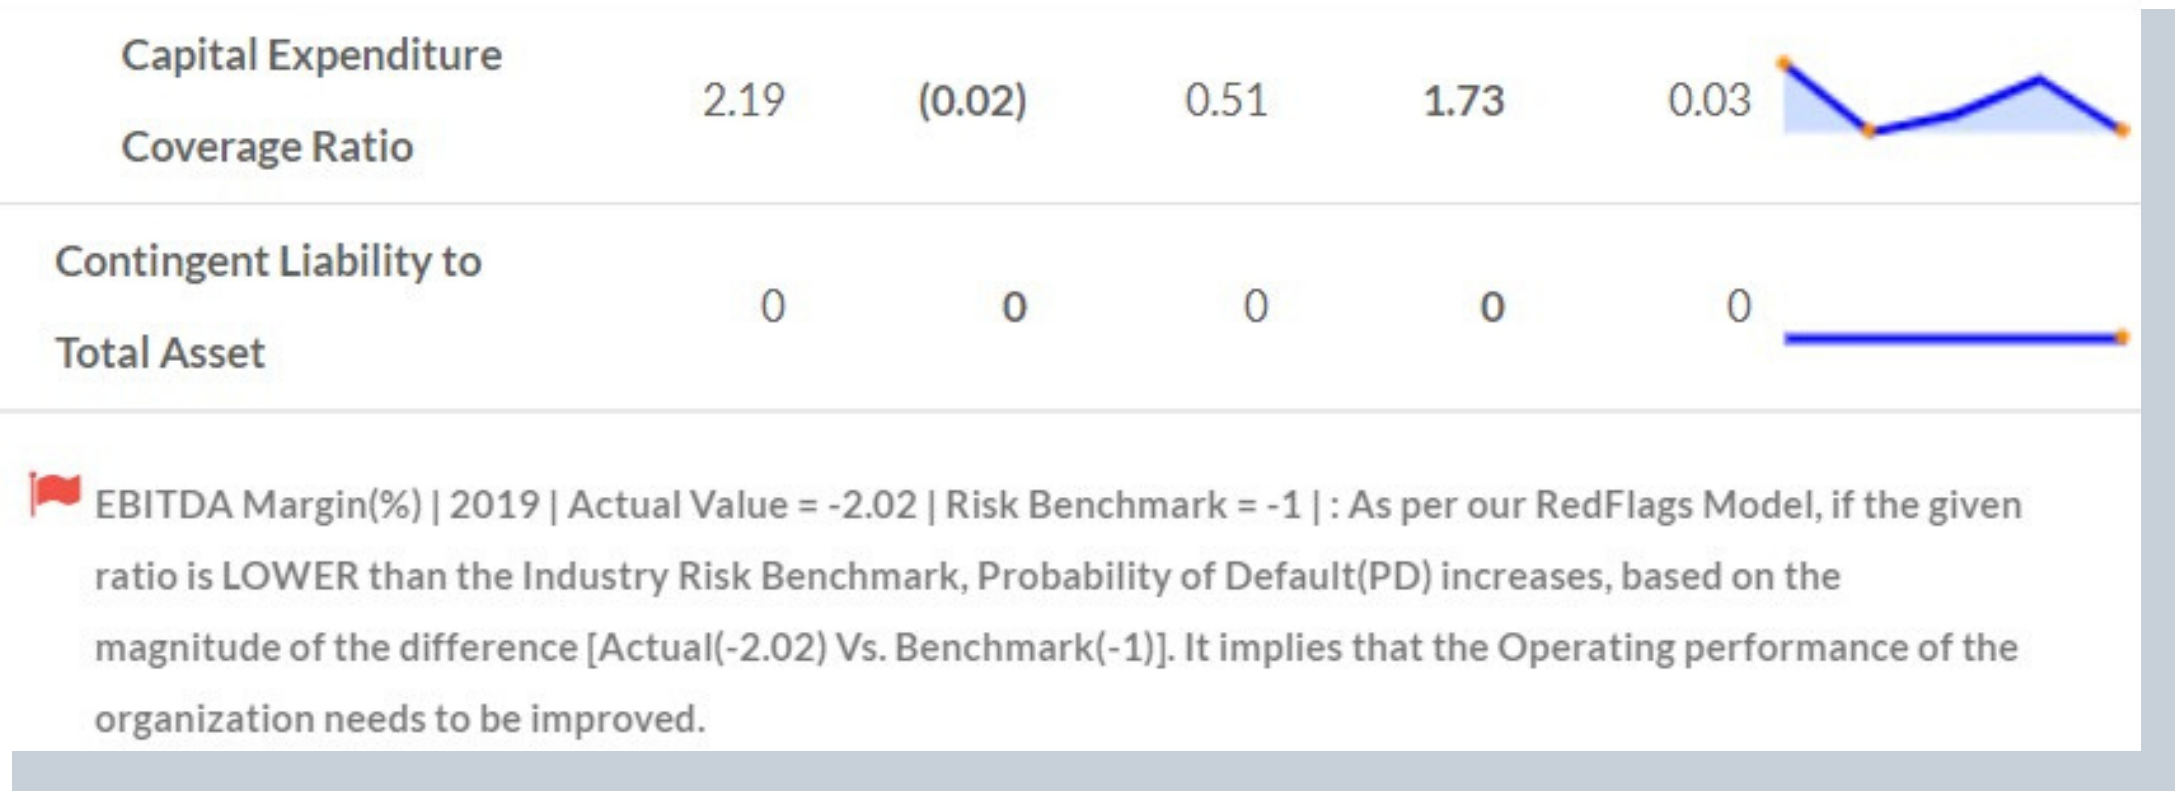 Capital Expenditure
Coverage Ratio
2.19 (0.02) 0.51 1.73 0.03
Contingent Liability to
Total Asset
0 0 0 0 0
EBITDA Margin(%) | 2019 | Actual Value = -2.02 | Risk Benchmark = -1 | : As per our RedFlags Model, if the given
ratio is LOWER than the Industry Risk Benchmark, Probability of Default(PD) increases, based on the
magnitude of the difference [Actual(-2.02) Vs. Benchmark(-1)]. It implies that the Operating performance of the
organization needs to be improved.